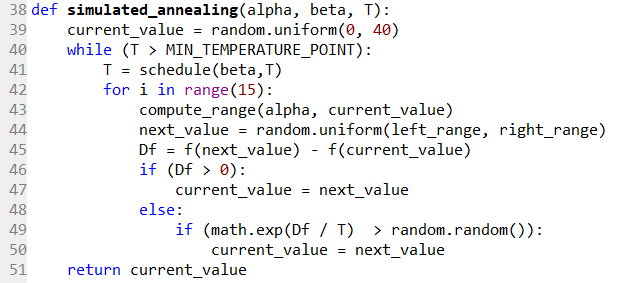 38 def simulated_annealing(alpha, beta, T):
39     current_value = random.uniform(0, 40)
40     while (T > MIN_TEMPERATURE_POINT):
41         T = schedule(beta,T)
42         for i in range(15):
43             compute_range(alpha, current_value)
44             next_value = random.uniform(left_range, right_range)
45             Df = f(next_value) - f(current_value)
46             if (Df > 0):
47                 current_value = next_value
48             else:
49                 if (math.exp(Df / T)  > random.random()):
50                     current_value = next_value
51     return current_value